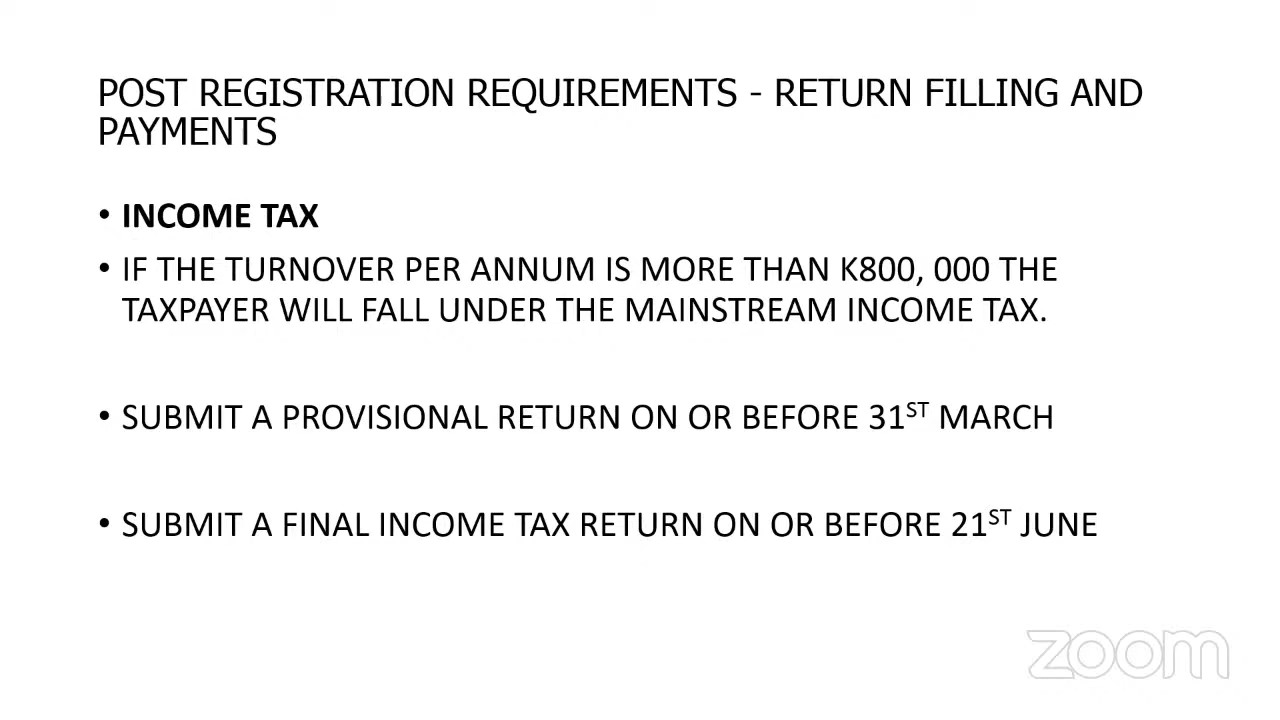 POST REGISTRATION REQUIREMENTS - RETURN FILLING AND
PAYMENTS
• INCOME TAX
• IF THE TURNOVER PER ANNUM IS MORE THAN K800, 000 THE
TAXPAYER WILL FALL UNDER THE MAINSTREAM INCOME TAX.
• SUBMIT A PROVISIONAL RETURN ON OR BEFORE 31ST MARCH
• SUBMIT A FINAL INCOME TAX RETURN ON OR BEFORE 21ST JUNE
zoom